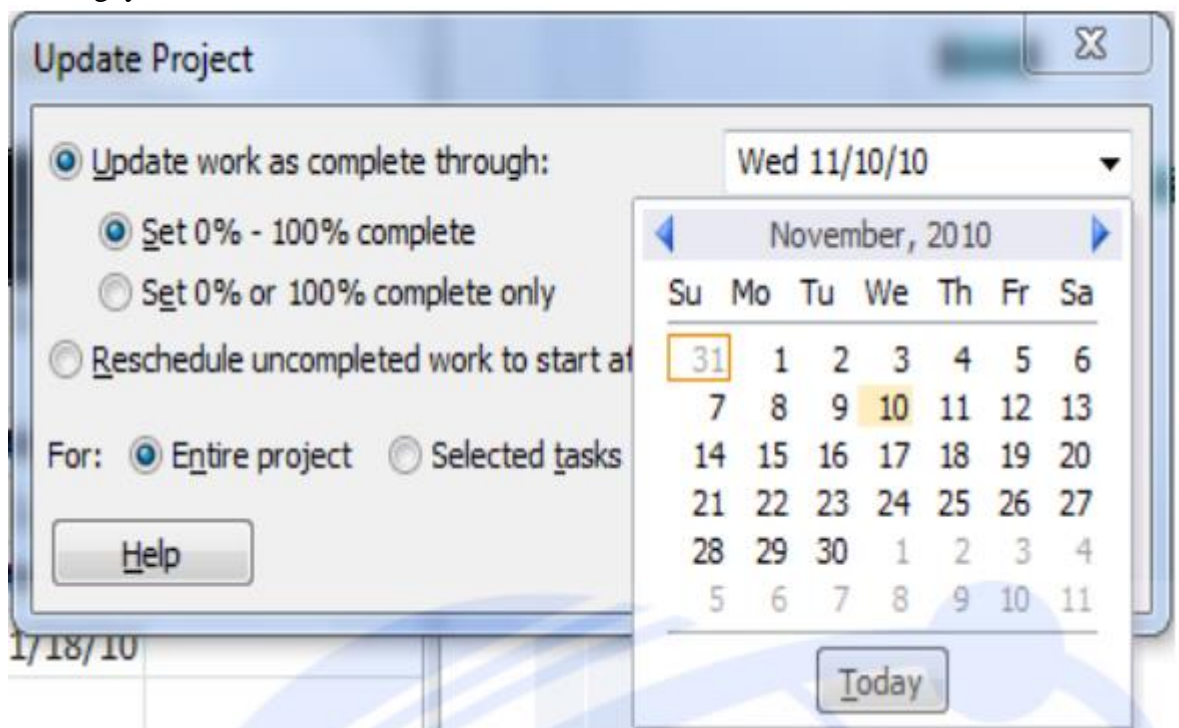 Update Project
Update work as complete through: Wed 11/10/10
Set 0% - 100% complete
Set 0% or 100% complete only
Reschedule uncompleted work to start af
For: Entire project Selected tasks
Help
November, 2010
Su Mo Tu We Th Fr Sa
31 1 2 3 4 5 6
7 8 9 10 11 12 13
14 15 16 17 18 19 20
21 22 23 24 25 26 27
28 29 30 1 2 3 4
5 6 7 8 9 10 11
Today
1/18/10